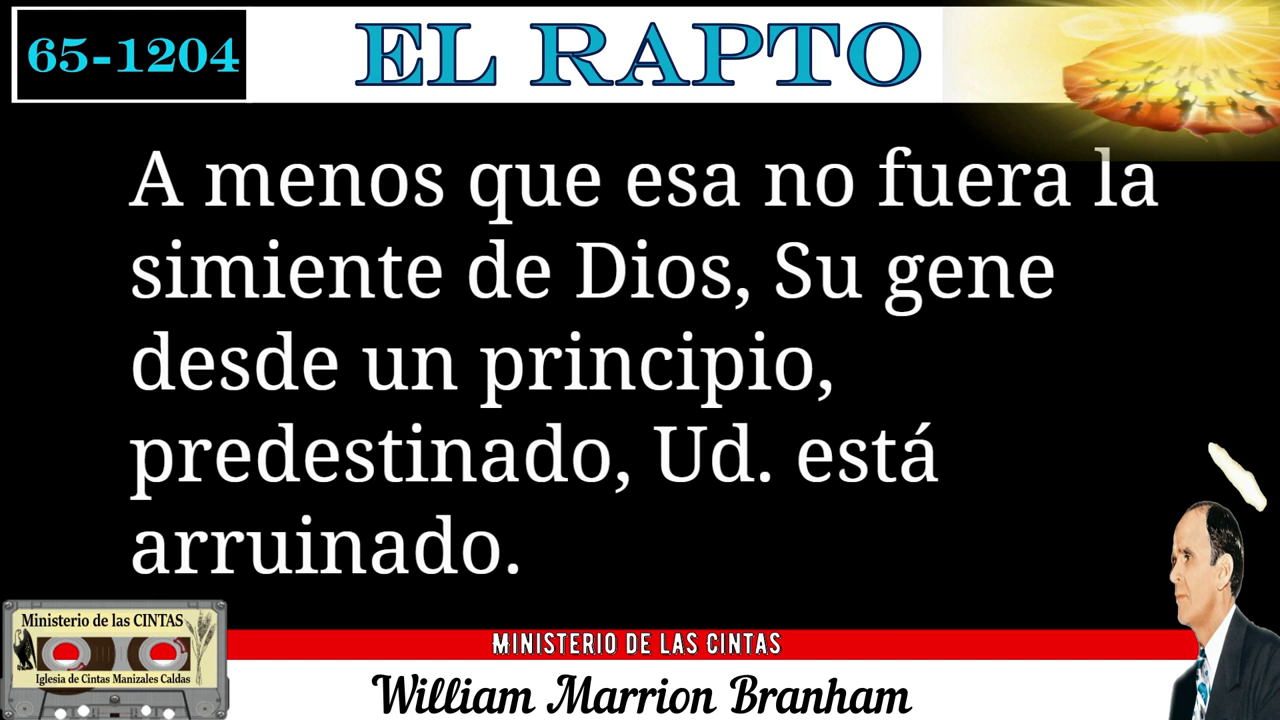 65-1204
EL RAPTO
A menos que esa no fuera la
simiente de Dios, Su gene
desde un principio,
predestinado, Ud. está
arruinado.
Ministerio de las CINTAS
Iglesia de Cintas Manizales Caldas
MINISTERIO DE LAS CINTAS
William Marrion Branham